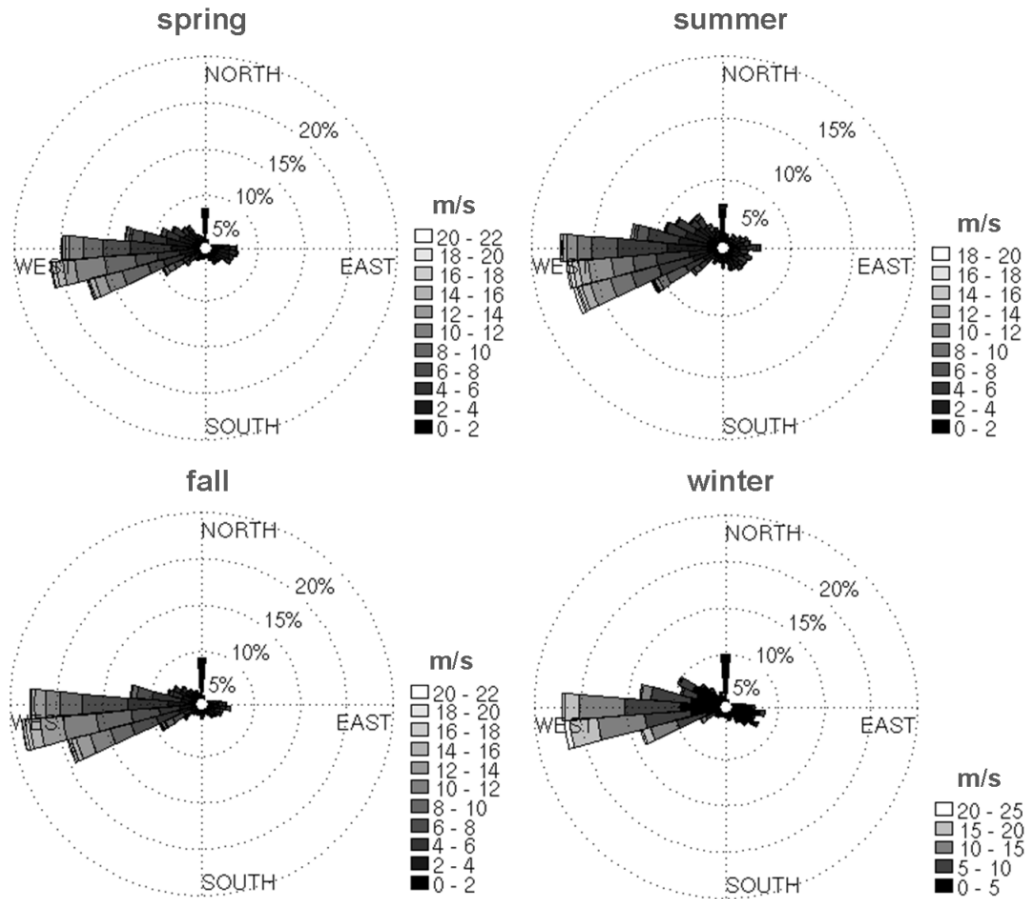 spring
NORTH
20%
15%
10%
5%
WEST
EAST
SOUTH
m/s
20 - 22
18 - 20
16 - 18
14 - 16
12 - 14
10 - 12
8 - 10
6 - 8
4 - 6
2 - 4
0 - 2
summer
NORTH
15%
10%
5%
WEST
EAST
SOUTH
m/s
18 - 20
16 - 18
14 - 16
12 - 14
10 - 12
8 - 10
6 - 8
4 - 6
2 - 4
0 - 2
fall
NORTH
20%
15%
10%
5%
WEST
EAST
SOUTH
m/s
20 - 22
18 - 20
16 - 18
14 - 16
12 - 14
10 - 12
8 - 10
6 - 8
4 - 6
2 - 4
0 - 2
winter
NORTH
20%
15%
10%
5%
WEST
EAST
SOUTH
m/s
20 - 25
15 - 20
10 - 15
5 - 10
0 - 5